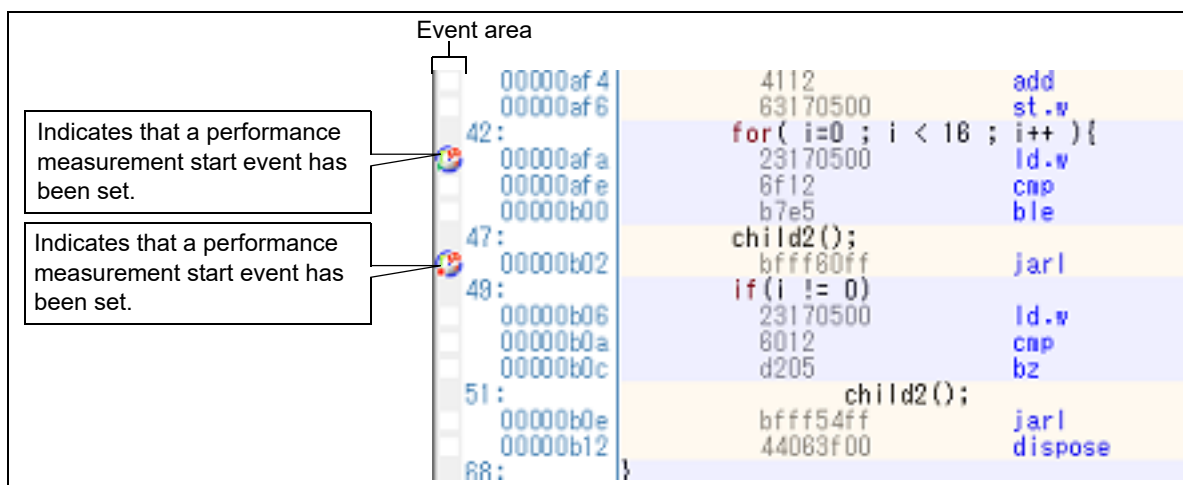 Event area
00000af4 4112 add
00000af6 63170500 st.w
Indicates that a performance
measurement start event has
been set.
42: for( i=0 ; i < 16 ; i++ ){
00000afa 23170500 ld.w
00000afe 6f12 cmp
00000b00 b7e5 ble
Indicates that a performance
measurement start event has
been set.
47: child2();
00000b02 bfff60ff jarl
49: if(i != 0)
00000b06 23170500 ld.w
00000b0a 6012 cmp
00000b0c d205 bz
51: child2();
00000b0e bfff54ff jarl
00000b12 44063f00 dispose
68: }